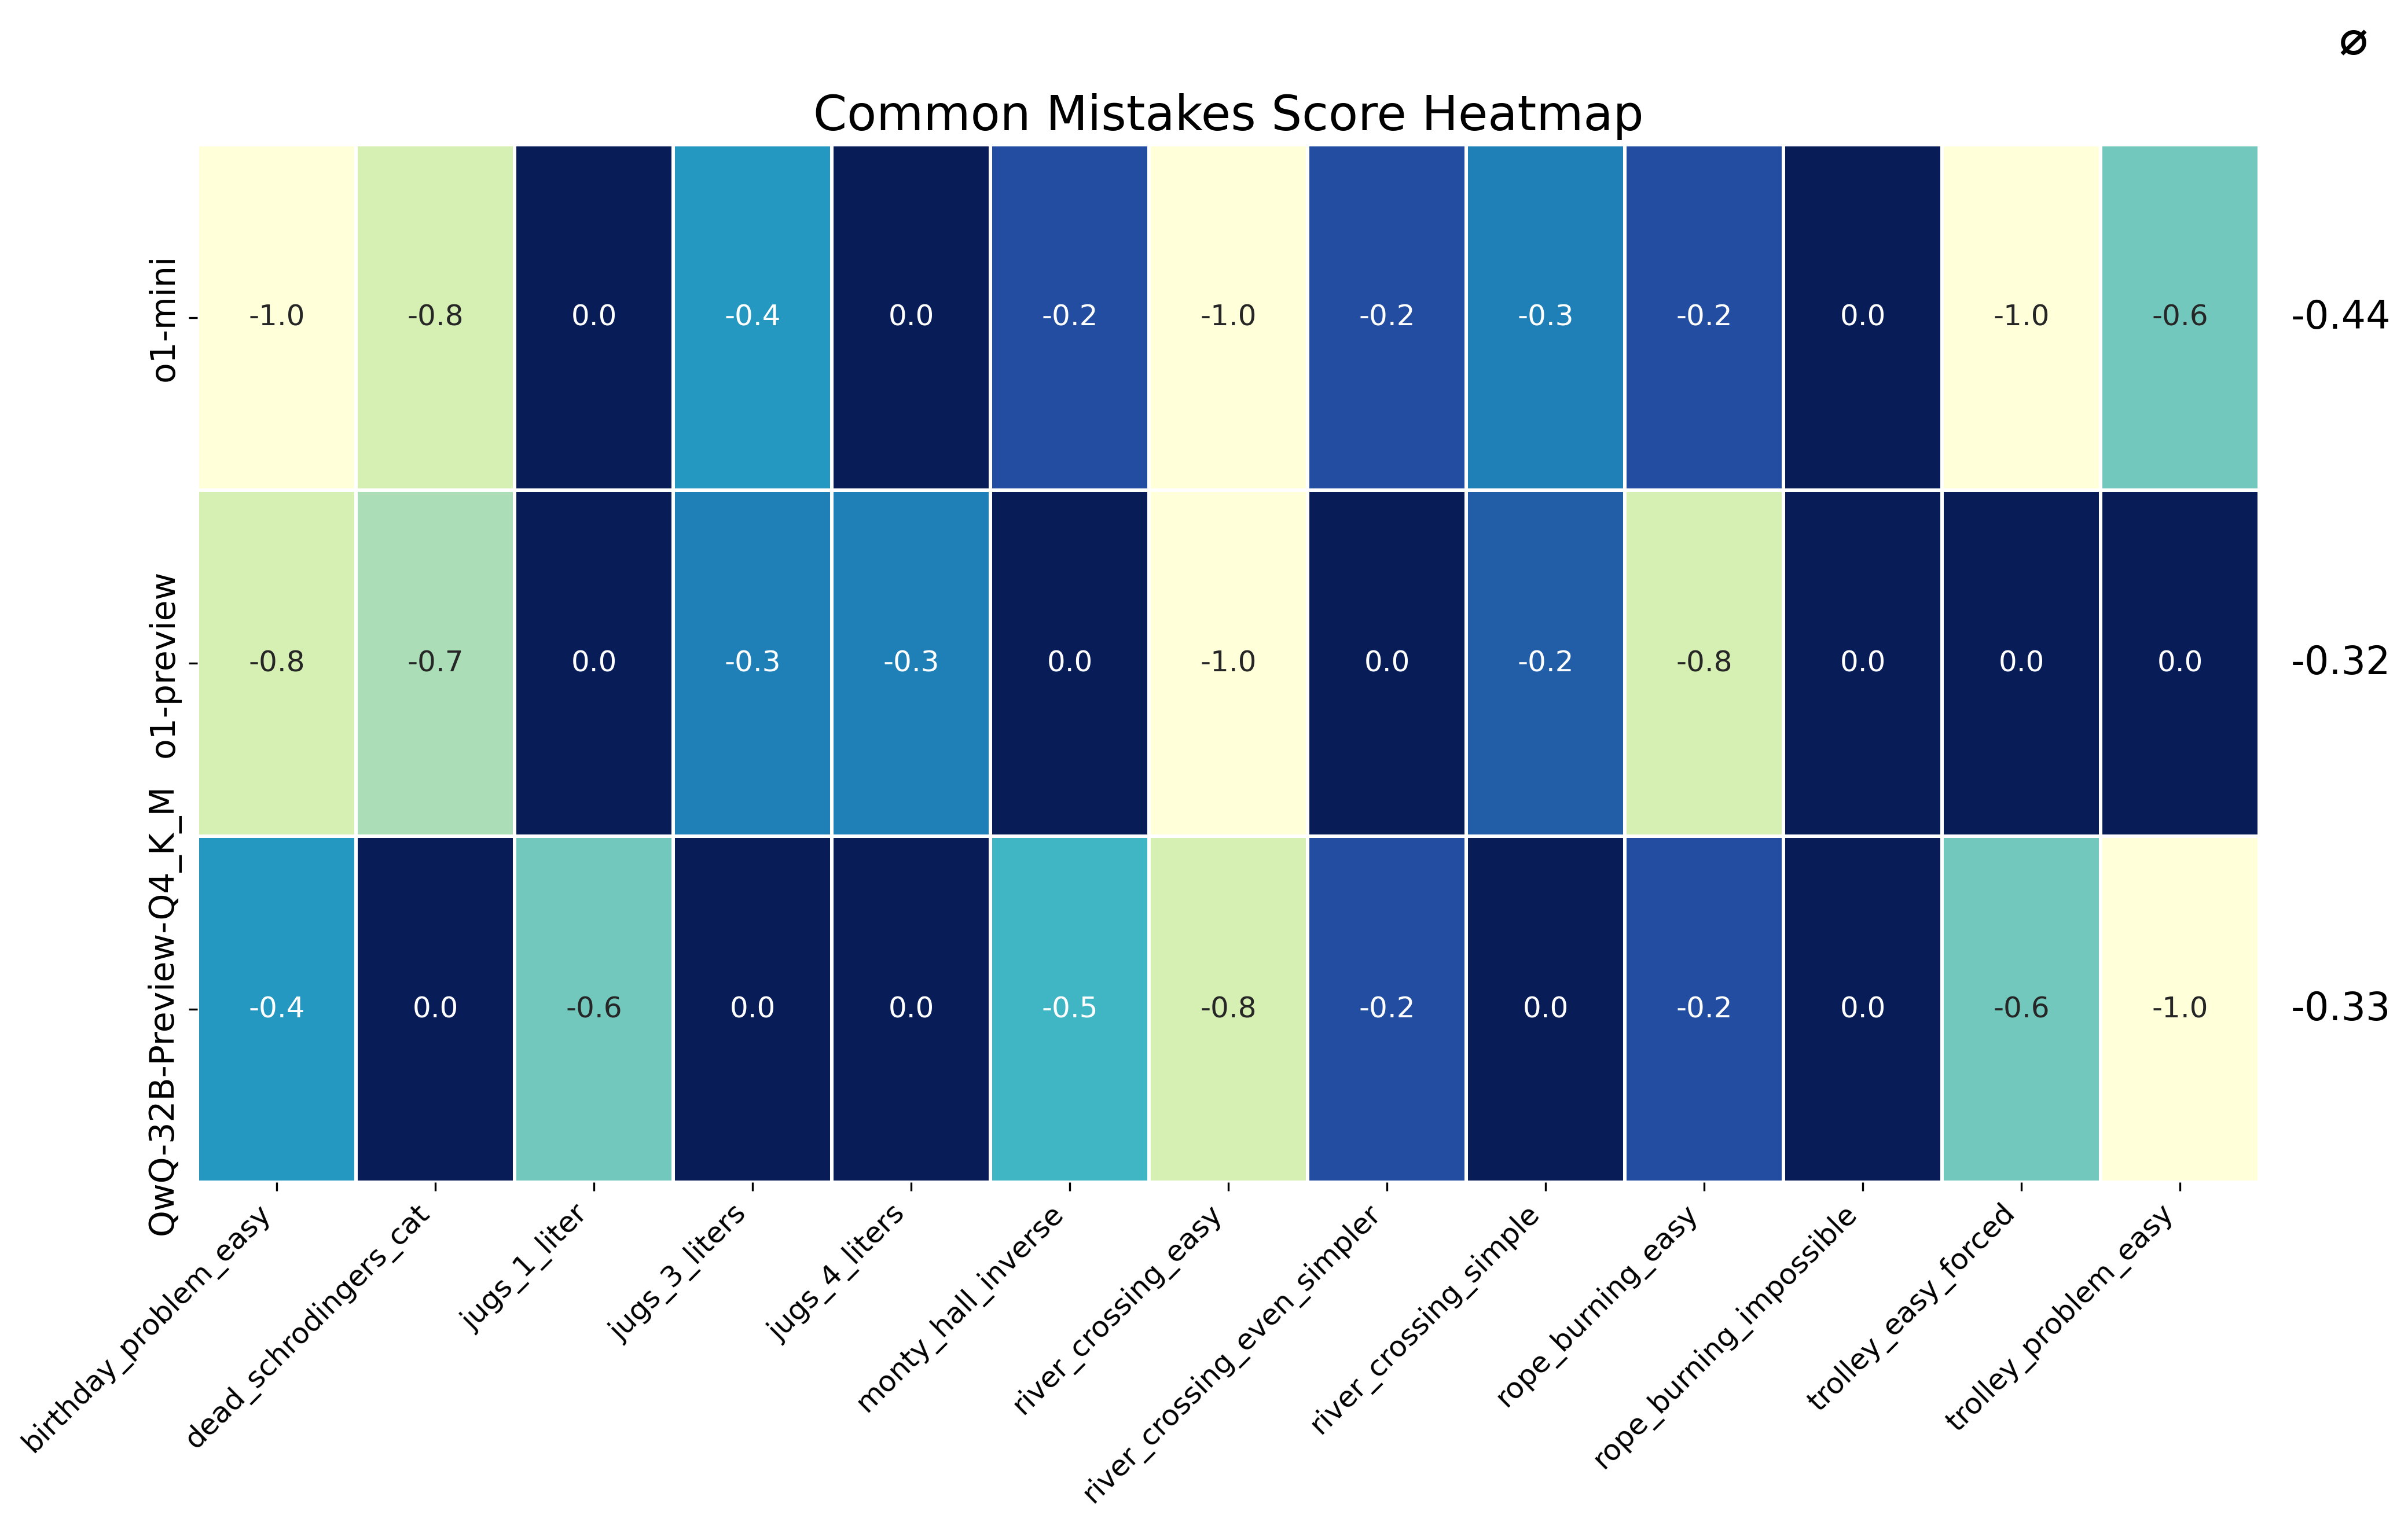 ∅
Common Mistakes Score Heatmap
o1-mini
-1.0 -0.8 0.0 -0.4 0.0 -0.2 -1.0 -0.2 -0.3 -0.2 0.0 -1.0 -0.6 -0.44
o1-preview
-0.8 -0.7 0.0 -0.3 -0.3 0.0 -1.0 0.0 -0.2 -0.8 0.0 0.0 0.0 -0.32
QwQ-32B-Preview-Q4_K_M
-0.4 0.0 -0.6 0.0 0.0 -0.5 -0.8 -0.2 0.0 -0.2 0.0 -0.6 -1.0 -0.33
birthday_problem_easy
dead_schrodingers_cat
jugs_1_liter
jugs_3_liters
jugs_4_liters
monty_hall_inverse
river_crossing_easy
river_crossing_even_simpler
river_crossing_simple
rope_burning_easy
rope_burning_impossible
trolley_easy_forced
trolley_problem_easy